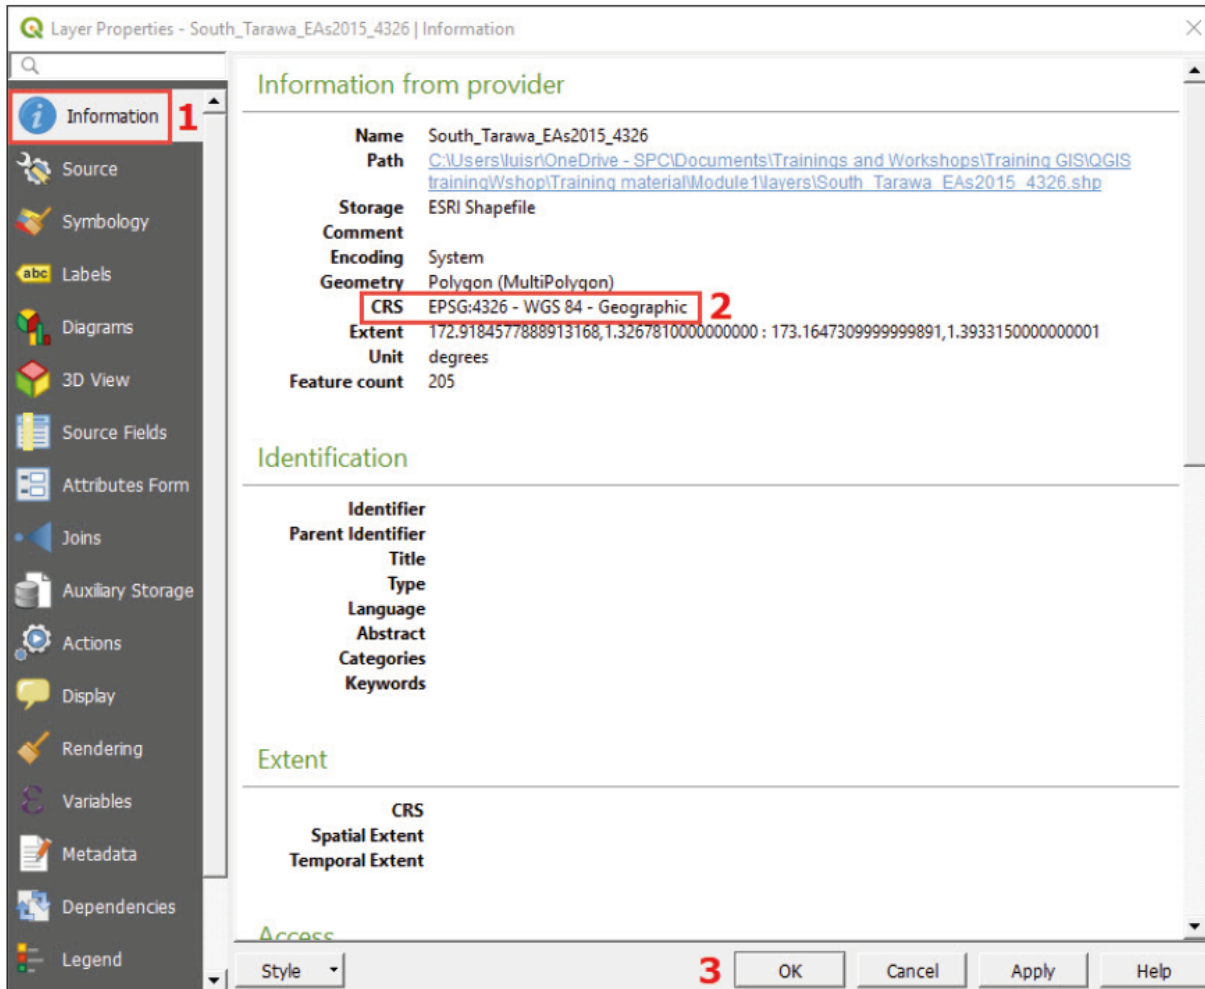 Layer Properties - South_Tarawa_EAs2015_4326 | Information
Information 1
Source
Symbology
abc Labels
Diagrams
3D View
Source Fields
Attributes Form
Joins
Auxiliary Storage
Actions
Display
Rendering
Variables
Metadata
Dependencies
Legend
Information from provider
Name South_Tarawa_EAs2015_4326
Path C:\Users\luisr\OneDrive - SPC\Documents\Trainings and Workshops\Training GIS\QGIS
trainingWshop\Training material\Module1\layers\South_Tarawa_EAs2015_4326.shp
Storage ESRI Shapefile
Comment
Encoding System
Geometry Polygon (MultiPolygon)
CRS EPSG:4326 - WGS 84 - Geographic 2
Extent 172.9184577888913168,1.3267810000000000 : 173.1647309999999891,1.3933150000000001
Unit degrees
Feature count 205
Identification
Identifier
Parent Identifier
Title
Type
Language
Abstract
Categories
Keywords
Extent
CRS
Spatial Extent
Temporal Extent
Access
Style 3 OK Cancel Apply Help